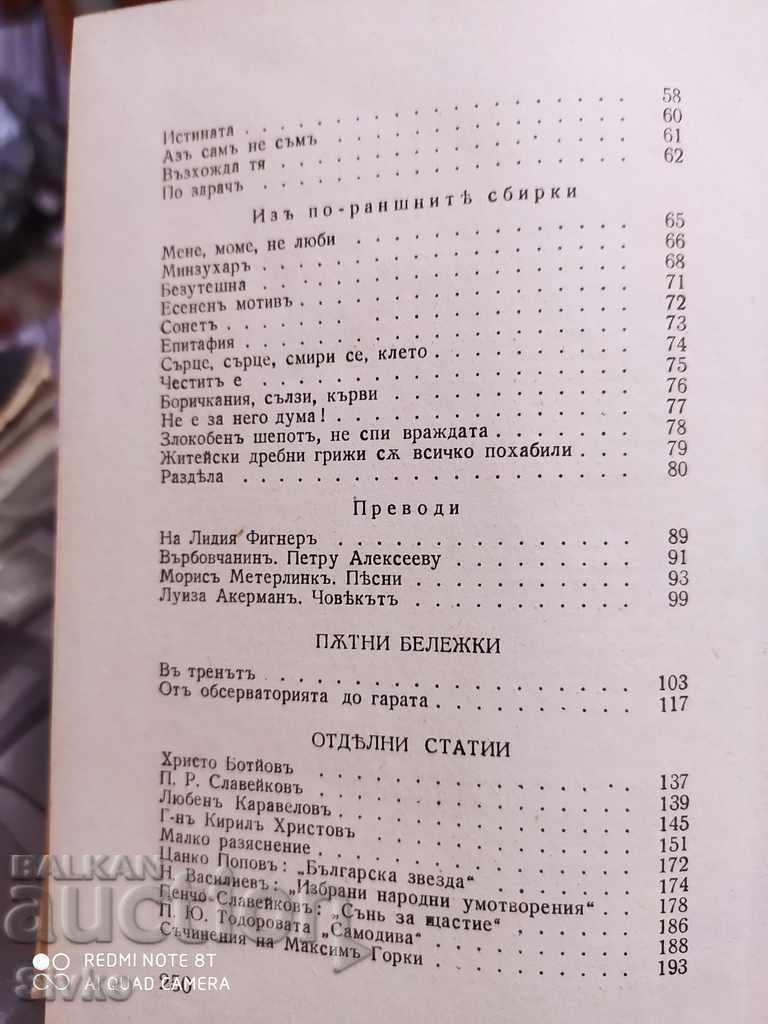 Истината . . . . . . . . . . . . . . . . 58
Азъ самъ не съмъ . . . . . . . . . . . . 60
Възхожда тя . . . . . . . . . . . . . . 61
По здрачъ . . . . . . . . . . . . . . . 62
Изъ по-раншнитѣ сбирки
Мене, моме, не люби . . . . . . . . . . 65
Минзухаръ . . . . . . . . . . . . . . . 66
Безутешна . . . . . . . . . . . . . . . 68
Есененъ мотивъ . . . . . . . . . . . . . 71
Сонетъ . . . . . . . . . . . . . . . . . 72
Епитафия . . . . . . . . . . . . . . . . 73
Сърце, сърце, смири се, клето . . . . . . 74
Честитъ е . . . . . . . . . . . . . . . 75
Боричкания, сълзи, кърви . . . . . . . . 76
Не е за него дума! . . . . . . . . . . . 77
Злокобенъ шепотъ, не спи враждата . . . . 78
Житейски дребни грижи сѫ всичко похабили . . 79
Раздѣла . . . . . . . . . . . . . . . . 80
Преводи
На Лидия Фигнеръ . . . . . . . . . . . . 89
Върбовчанинъ. Петру Алексееву . . . . . . 91
Морисъ Метерлинкъ. Пѣсни . . . . . . . . 93
Луиза Акерманъ. Човѣкътъ . . . . . . . . 99
ПѪТНИ БЕЛЕЖКИ
Въ тренътъ . . . . . . . . . . . . . . . 103
Отъ обсерваторията до гарата . . . . . . 117
ОТДѢЛНИ СТАТИИ
Христо Ботйовъ . . . . . . . . . . . . . 137
П. Р. Славейковъ . . . . . . . . . . . . 139
Любенъ Каравеловъ . . . . . . . . . . . 145
Г-нъ Кирилъ Христовъ . . . . . . . . . . 151
Малко разяснение . . . . . . . . . . . . 172
Цанко Поповъ: „Българска звезда“ . . . . 174
Н. Василиевъ: „Избрани народни умотворения“ . 178
Пенчо Славейковъ: „Сънь за щастие“ . . . 186
П. Ю. Тодоровата „Самодива“ . . . . . . . 188
Съчинения на Максимъ Горки . . . . . . . 193
250
BALKAN
auction
REDMI NOTE 8T
AI QUAD CAMERA
Sivko